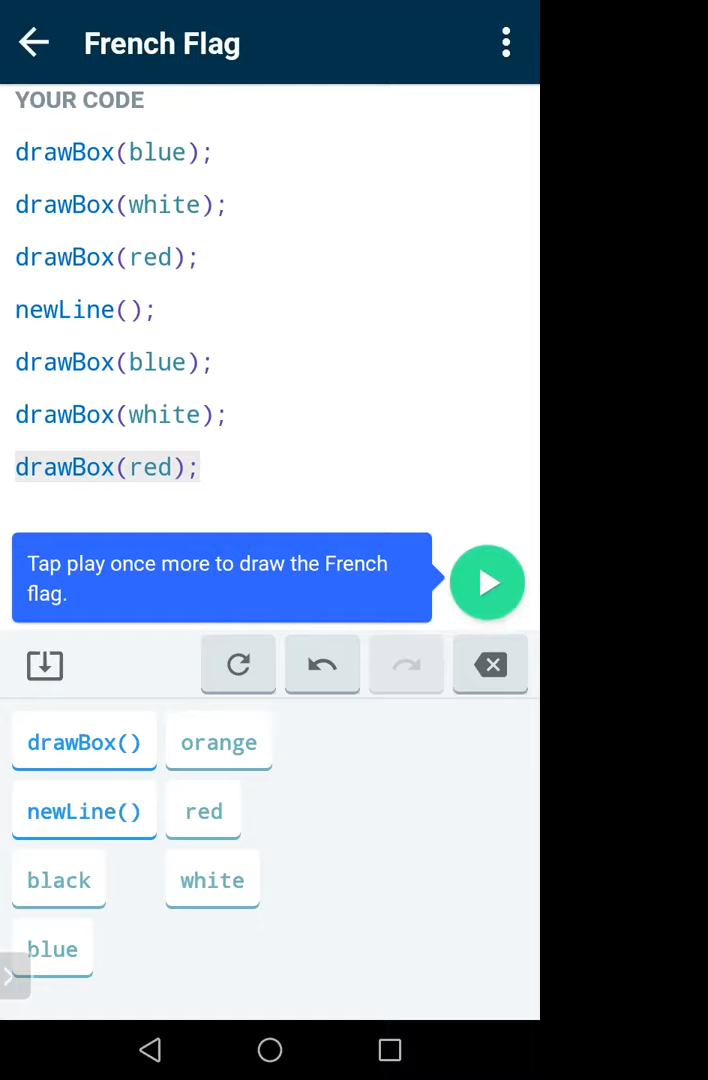 French Flag
YOUR CODE
drawBox(blue);
drawBox(white);
drawBox(red);
newLine();
drawBox(blue);
drawBox(white);
drawBox(red);
Tap play once more to draw the French
flag.
drawBox() orange
newLine() red
black white
blue